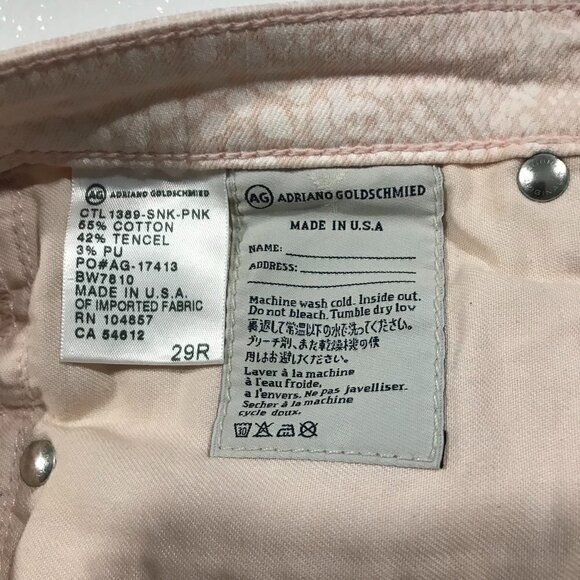 AG ADRIANO GOLDSCHMIED
CTL1389-SNK-PNK
55% COTTON
42% TENCEL
3% PU
PO#AG-17413
BW7810
MADE IN U.S.A.
OF IMPORTED FABRIC
RN 104857
CA 54612
29R
AG ADRIANO GOLDSCHMIED
MADE IN U.S.A
NAME:
ADDRESS:
Machine wash cold. Inside out.
Do not bleach. Tumble dry low
裏返して常温以下の水で洗ってください。
ブリーチ剤、また乾燥機の使
用はお避けください。
Laver à la machine
à l'eau froide,
a l'envers. Ne pas javelliser.
Secher à la machine
cycle doux.
30